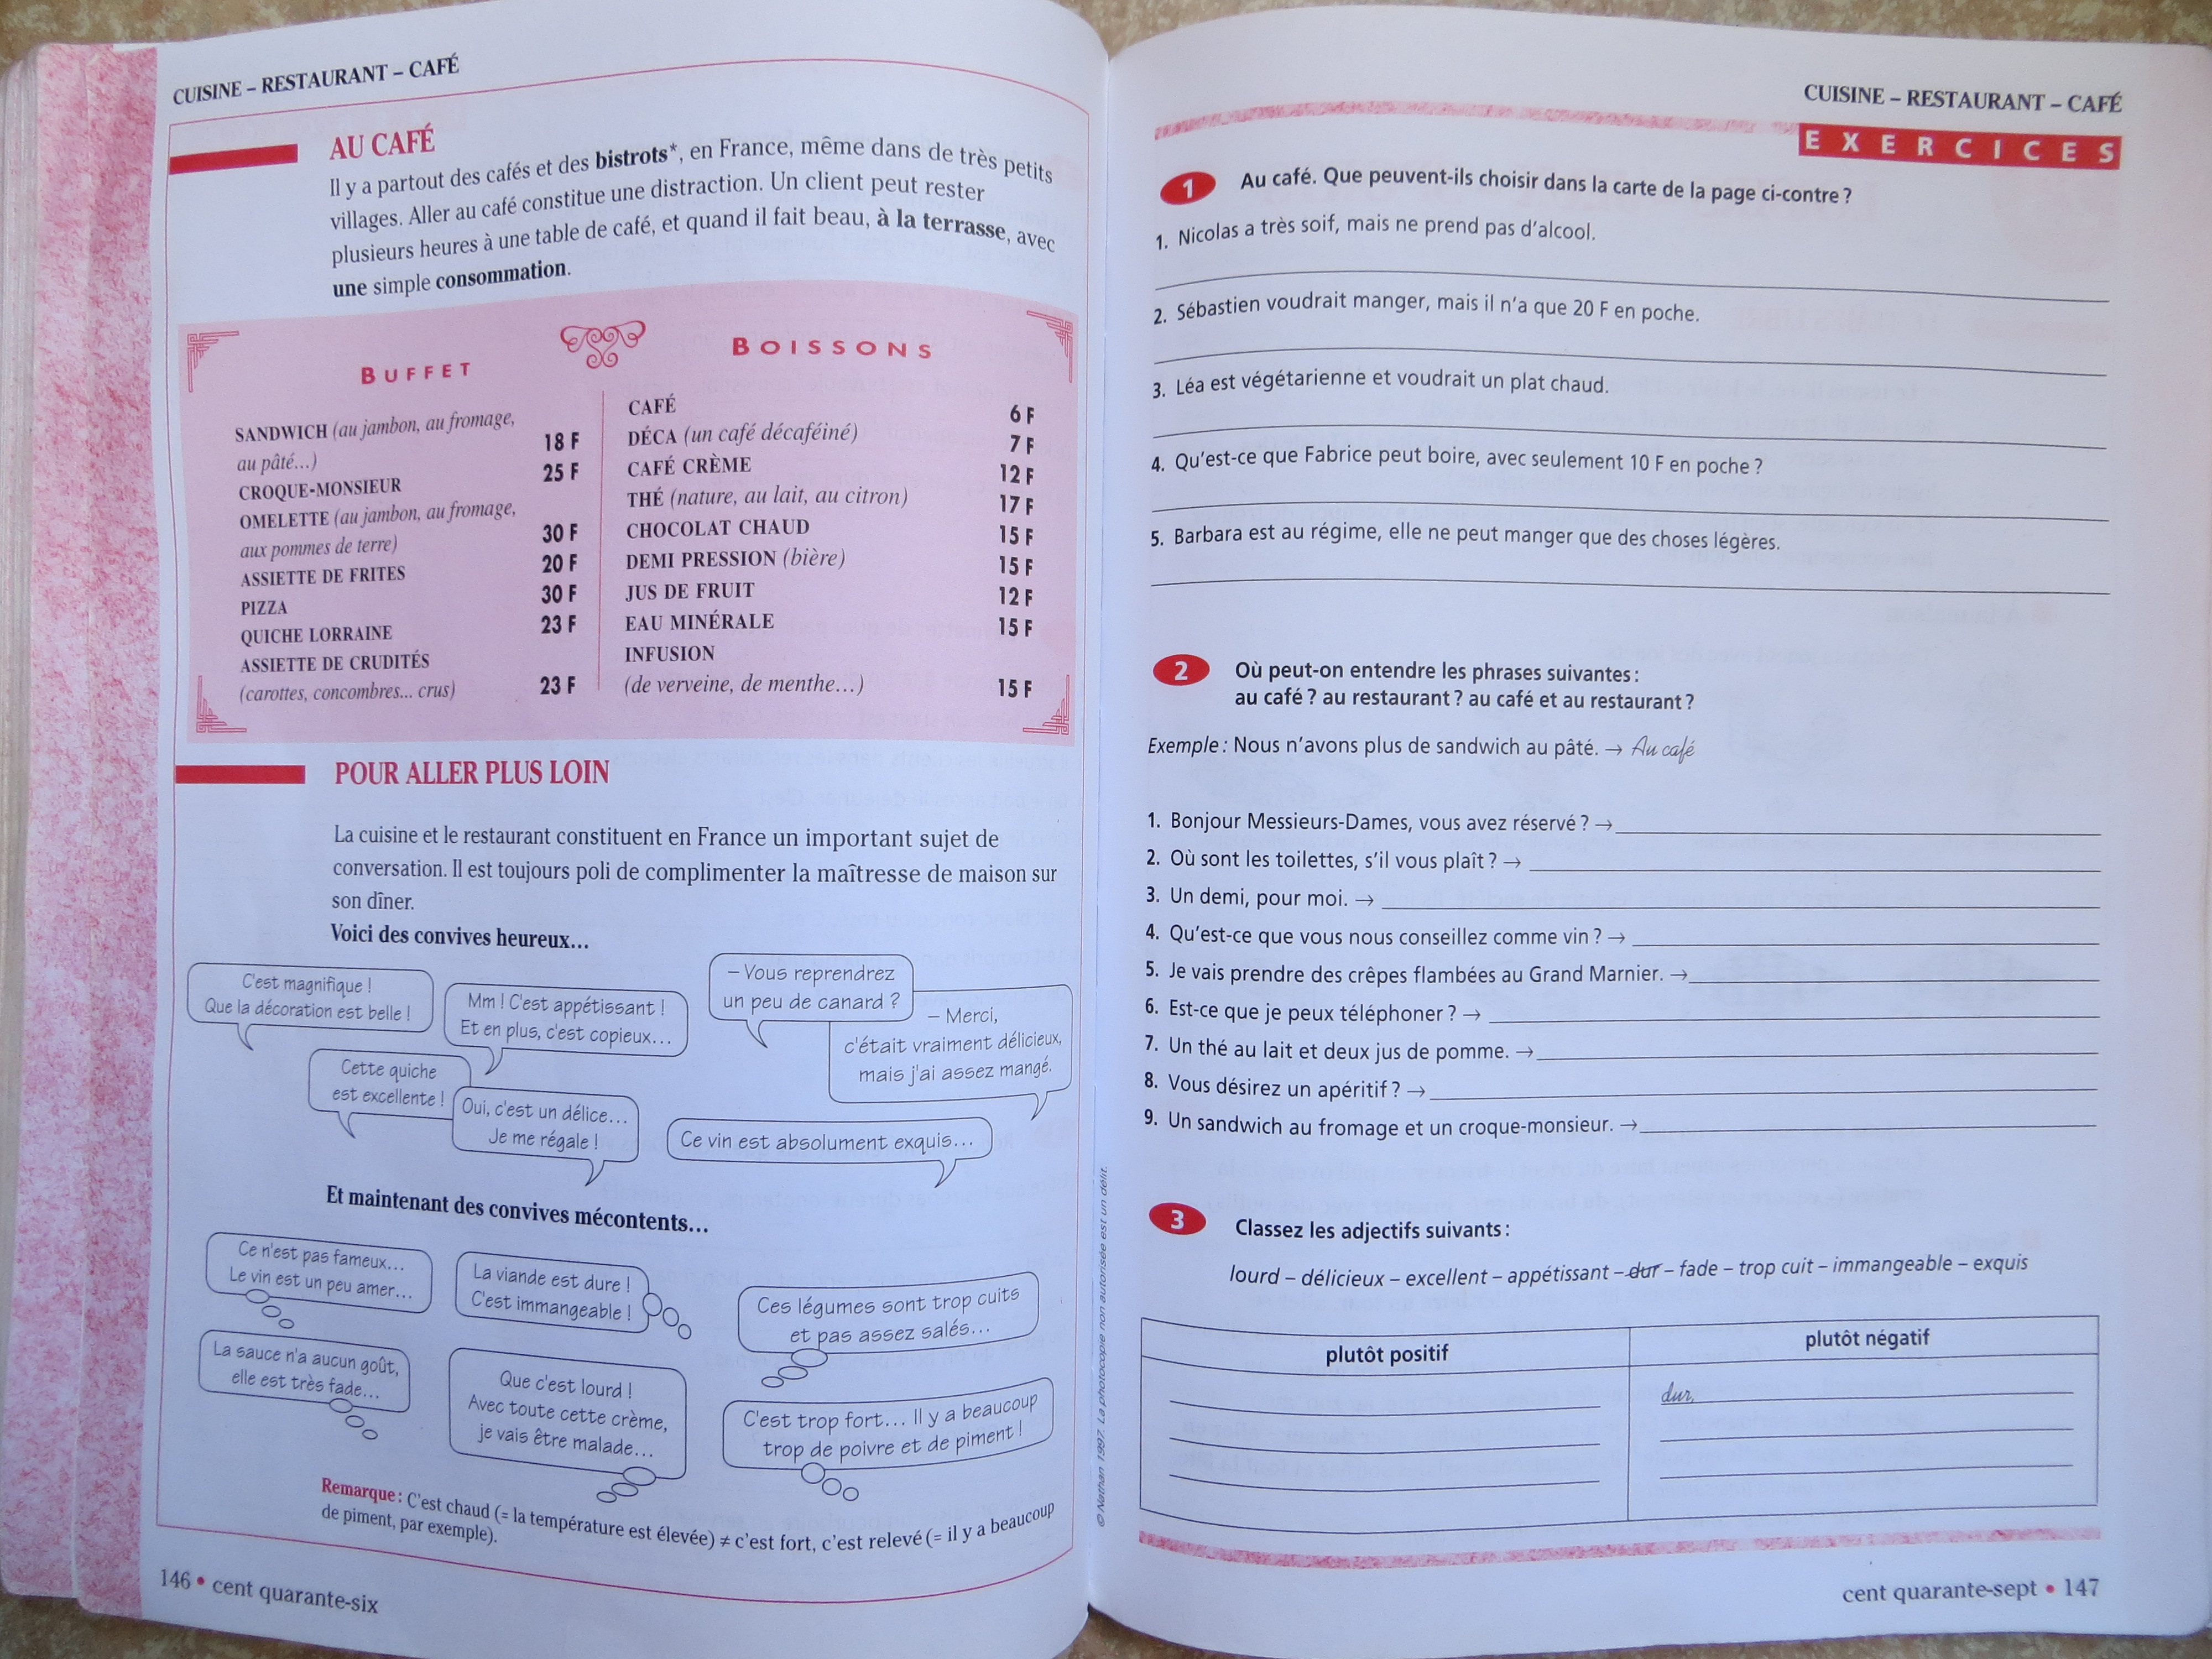 CUISINE – RESTAURANT – CAFÉ
AU CAFÉ
Il y a partout des cafés et des bistrots*, en France, même dans de très petits
villages. Aller au café constitue une distraction. Un client peut rester
plusieurs heures à une table de café, et quand il fait beau, à la terrasse, avec
une simple consommation.
BUFFET
SANDWICH (au jambon, au fromage,
au pâté...) 18 F
CROQUE-MONSIEUR 25 F
OMELETTE (au jambon, au fromage,
aux pommes de terre) 30 F
ASSIETTE DE FRITES 20 F
PIZZA 30 F
QUICHE LORRAINE 23 F
ASSIETTE DE CRUDITÉS
(carottes, concombres... crus) 23 F
BOISSONS
CAFÉ 6 F
DÉCA (un café décaféiné) 7 F
CAFÉ CRÈME 12 F
THÉ (nature, au lait, au citron) 17 F
CHOCOLAT CHAUD 15 F
DEMI PRESSION (bière) 15 F
JUS DE FRUIT 12 F
EAU MINÉRALE 15 F
INFUSION
(de verveine, de menthe...) 15 F
POUR ALLER PLUS LOIN
La cuisine et le restaurant constituent en France un important sujet de
conversation. Il est toujours poli de complimenter la maîtresse de maison sur
son dîner.
Voici des convives heureux...
C'est magnifique !
Que la décoration est belle !
Mm ! C'est appétissant !
Et en plus, c'est copieux...
– Vous reprendrez
un peu de canard ?
– Merci,
c'était vraiment délicieux,
mais j'ai assez mangé.
Cette quiche
est excellente !
Oui, c'est un délice...
Je me régale !
Ce vin est absolument exquis...
Et maintenant des convives mécontents...
Ce n'est pas fameux...
Le vin est un peu amer...
La viande est dure !
C'est immangeable !
Ces légumes sont trop cuits
et pas assez salés...
La sauce n'a aucun goût,
elle est très fade...
Que c'est lourd !
Avec toute cette crème,
je vais être malade...
C'est trop fort... Il y a beaucoup
trop de poivre et de piment !
Remarque : C'est chaud (= la température est élevée) ≠ c'est fort, c'est relevé (= il y a beaucoup
de piment, par exemple).
146 • cent quarante-six
© Nathan 1997. La photocopie non autorisée est un délit.
CUISINE – RESTAURANT – CAFÉ
EXERCICES
1 Au café. Que peuvent-ils choisir dans la carte de la page ci-contre ?
1. Nicolas a très soif, mais ne prend pas d'alcool.
2. Sébastien voudrait manger, mais il n'a que 20 F en poche.
3. Léa est végétarienne et voudrait un plat chaud.
4. Qu'est-ce que Fabrice peut boire, avec seulement 10 F en poche ?
5. Barbara est au régime, elle ne peut manger que des choses légères.
2 Où peut-on entendre les phrases suivantes :
au café ? au restaurant ? au café et au restaurant ?
Exemple : Nous n'avons plus de sandwich au pâté. → Au café
1. Bonjour Messieurs-Dames, vous avez réservé ? →
2. Où sont les toilettes, s'il vous plaît ? →
3. Un demi, pour moi. →
4. Qu'est-ce que vous nous conseillez comme vin ? →
5. Je vais prendre des crêpes flambées au Grand Marnier. →
6. Est-ce que je peux téléphoner ? →
7. Un thé au lait et deux jus de pomme. →
8. Vous désirez un apéritif ? →
9. Un sandwich au fromage et un croque-monsieur. →
3 Classez les adjectifs suivants :
lourd – délicieux – excellent – appétissant – dur – fade – trop cuit – immangeable – exquis
plutôt positif
plutôt négatif
dur,
cent quarante-sept • 147